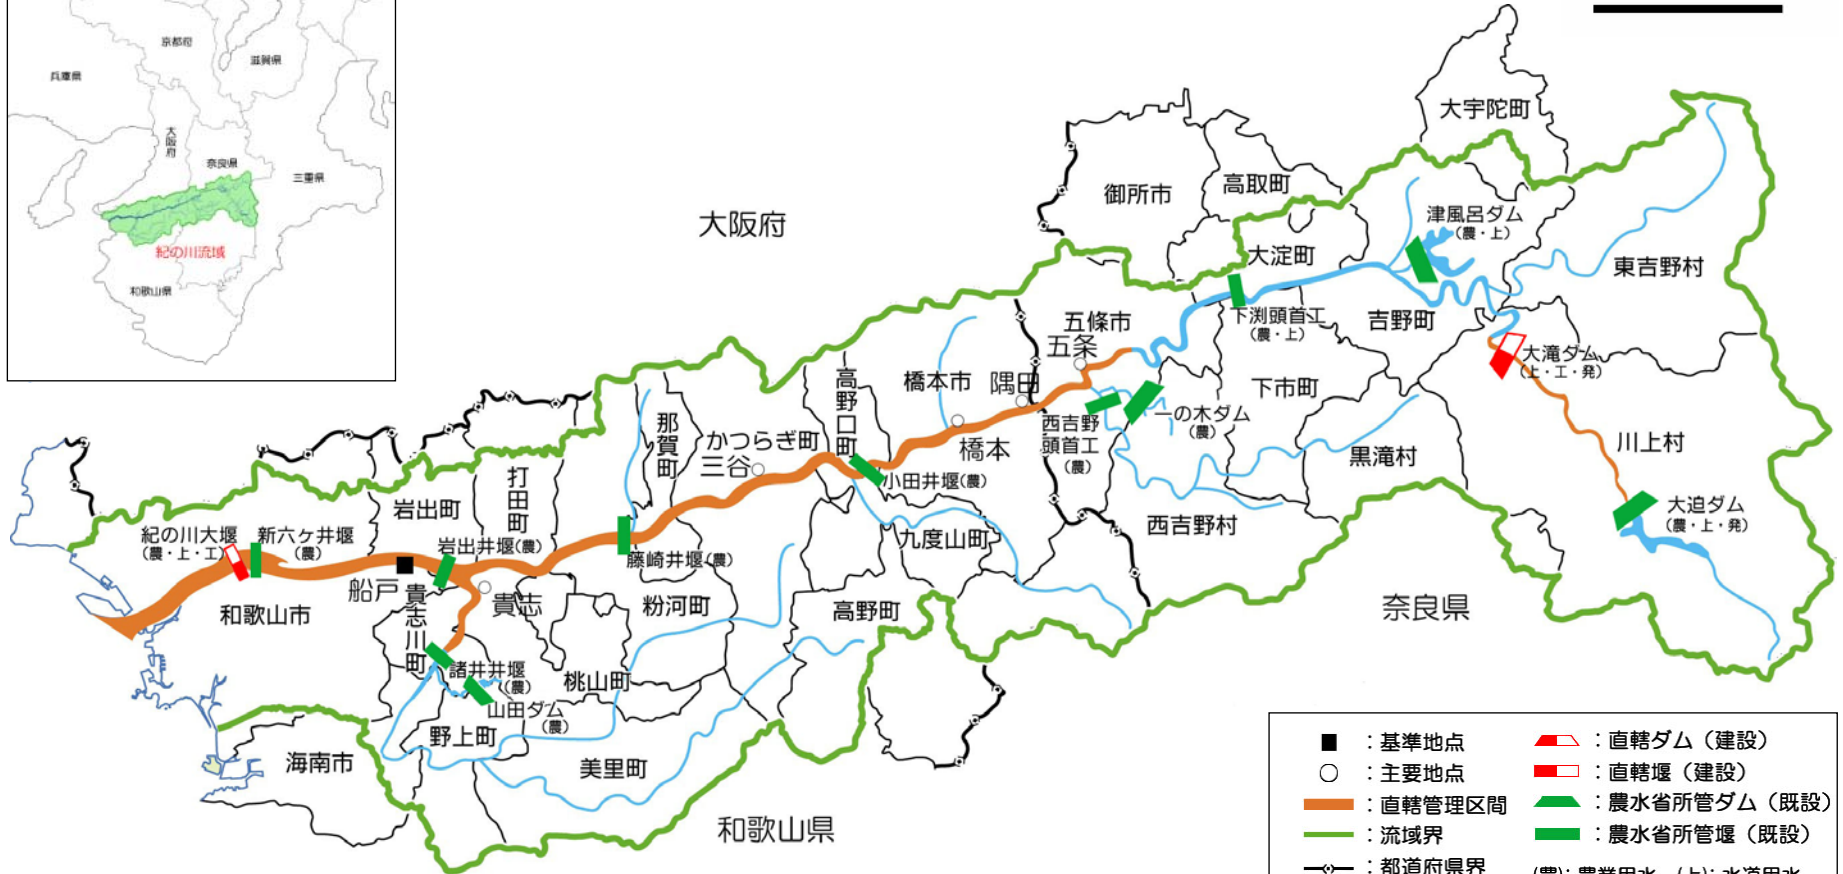 京都府
滋賀県
兵庫県
大阪府
奈良県
三重県
紀の川流域
和歌山県
大阪府
大宇陀町
高取町
御所市
津風呂ダム
(農・上)
大淀町
東吉野村
五條市
下渕頭首工
(農・上)
吉野町
五条
大滝ダム
(上・工・発)
高野口町
橋本市
隅田
下市町
一の木ダム
(農)
西吉野
頭首工
(農)
那賀町
かつらぎ町
三谷
橋本
黒滝村
川上村
小田井堰(農)
打田町
岩出町
大迫ダム
(農・上・発)
紀の川大堰
(農・上・工)
新六ヶ井堰
(農)
岩出井堰(農)
西吉野村
九度山町
藤崎井堰(農)
船戸
貴志川町
貴志
粉河町
高野町
奈良県
和歌山市
諸井井堰
(農)
桃山町
山田ダム
(農)
野上町
海南市
美里町
和歌山県
：基準地点
：直轄ダム（建設）
：主要地点
：直轄堰（建設）
：直轄管理区間
：農水省所管ダム（既設）
：流域界
：農水省所管堰（既設）
：都道府県界
(農)：農業用水　(上)：水道用水